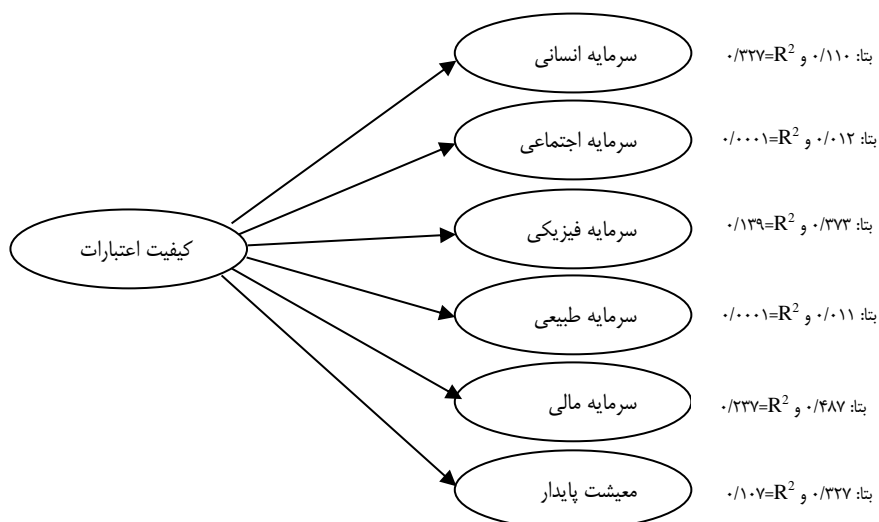 سرمایه انسانی
بتا: ۰/۱۱۰ و R²=۰/۳۲۷
سرمایه اجتماعی
بتا: ۰/۰۱۲ و R²=۰/۰۰۰۱
سرمایه فیزیکی
بتا: ۰/۳۷۳ و R²=۰/۱۳۹
کیفیت اعتبارات
سرمایه طبیعی
بتا: ۰/۰۱۱ و R²=۰/۰۰۰۱
سرمایه مالی
بتا: ۰/۴۸۷ و R²=۰/۲۳۷
معیشت پایدار
بتا: ۰/۳۲۷ و R²=۰/۱۰۷